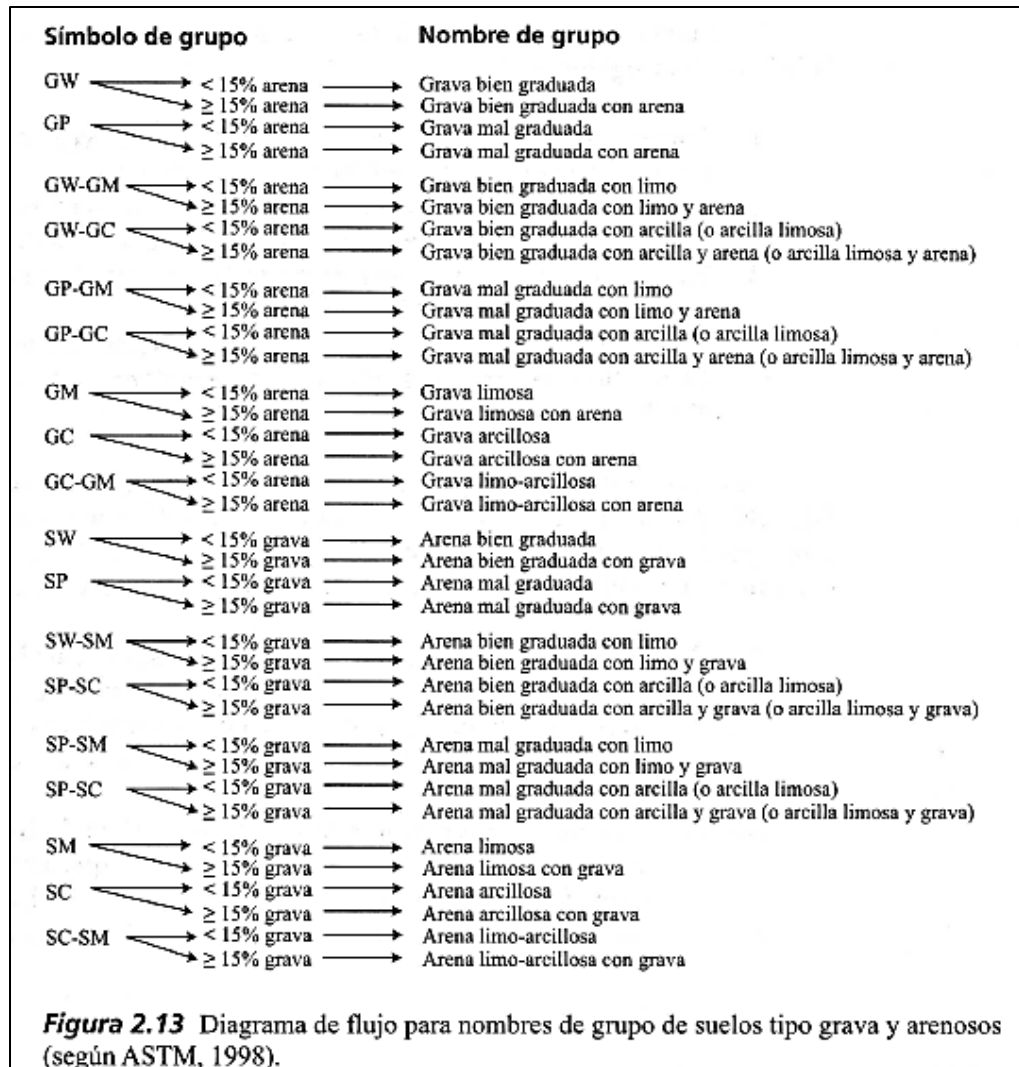 Símbolo de grupo Nombre de grupo
GW < 15% arena Grava bien graduada
≥ 15% arena Grava bien graduada con arena
GP < 15% arena Grava mal graduada
≥ 15% arena Grava mal graduada con arena
GW-GM < 15% arena Grava bien graduada con limo
≥ 15% arena Grava bien graduada con limo y arena
GW-GC < 15% arena Grava bien graduada con arcilla (o arcilla limosa)
≥ 15% arena Grava bien graduada con arcilla y arena (o arcilla limosa y arena)
GP-GM < 15% arena Grava mal graduada con limo
≥ 15% arena Grava mal graduada con limo y arena
GP-GC < 15% arena Grava mal graduada con arcilla (o arcilla limosa)
≥ 15% arena Grava mal graduada con arcilla y arena (o arcilla limosa y arena)
GM < 15% arena Grava limosa
≥ 15% arena Grava limosa con arena
GC < 15% arena Grava arcillosa
≥ 15% arena Grava arcillosa con arena
GC-GM < 15% arena Grava limo-arcillosa
≥ 15% arena Grava limo-arcillosa con arena
SW < 15% grava Arena bien graduada
≥ 15% grava Arena bien graduada con grava
SP < 15% grava Arena mal graduada
≥ 15% grava Arena mal graduada con grava
SW-SM < 15% grava Arena bien graduada con limo
≥ 15% grava Arena bien graduada con limo y grava
SP-SC < 15% grava Arena bien graduada con arcilla (o arcilla limosa)
≥ 15% grava Arena bien graduada con arcilla y grava (o arcilla limosa y grava)
SP-SM < 15% grava Arena mal graduada con limo
≥ 15% grava Arena mal graduada con limo y grava
SP-SC < 15% grava Arena mal graduada con arcilla (o arcilla limosa)
≥ 15% grava Arena mal graduada con arcilla y grava (o arcilla limosa y grava)
SM < 15% grava Arena limosa
≥ 15% grava Arena limosa con grava
SC < 15% grava Arena arcillosa
≥ 15% grava Arena arcillosa con grava
SC-SM < 15% grava Arena limo-arcillosa
≥ 15% grava Arena limo-arcillosa con grava
Figura 2.13 Diagrama de flujo para nombres de grupo de suelos tipo grava y arenosos
(según ASTM, 1998).